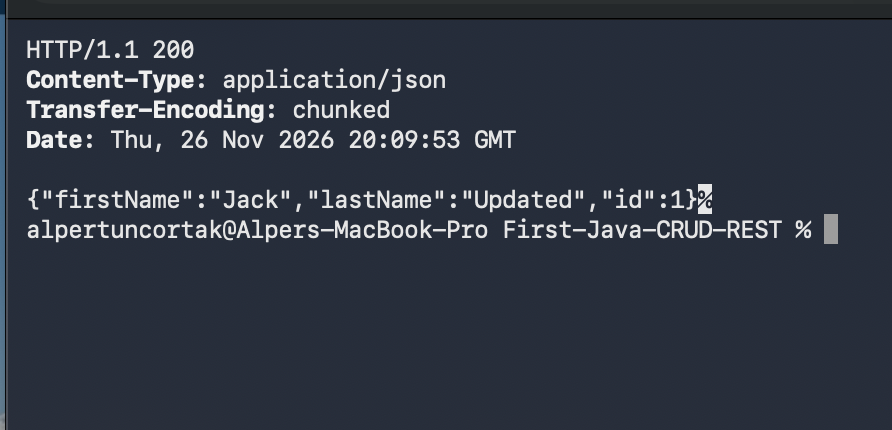 HTTP/1.1 200
Content-Type: application/json
Transfer-Encoding: chunked
Date: Thu, 26 Nov 2026 20:09:53 GMT

{"firstName":"Jack","lastName":"Updated","id":1}%
alpertuncortak@Alpers-MacBook-Pro First-Java-CRUD-REST %